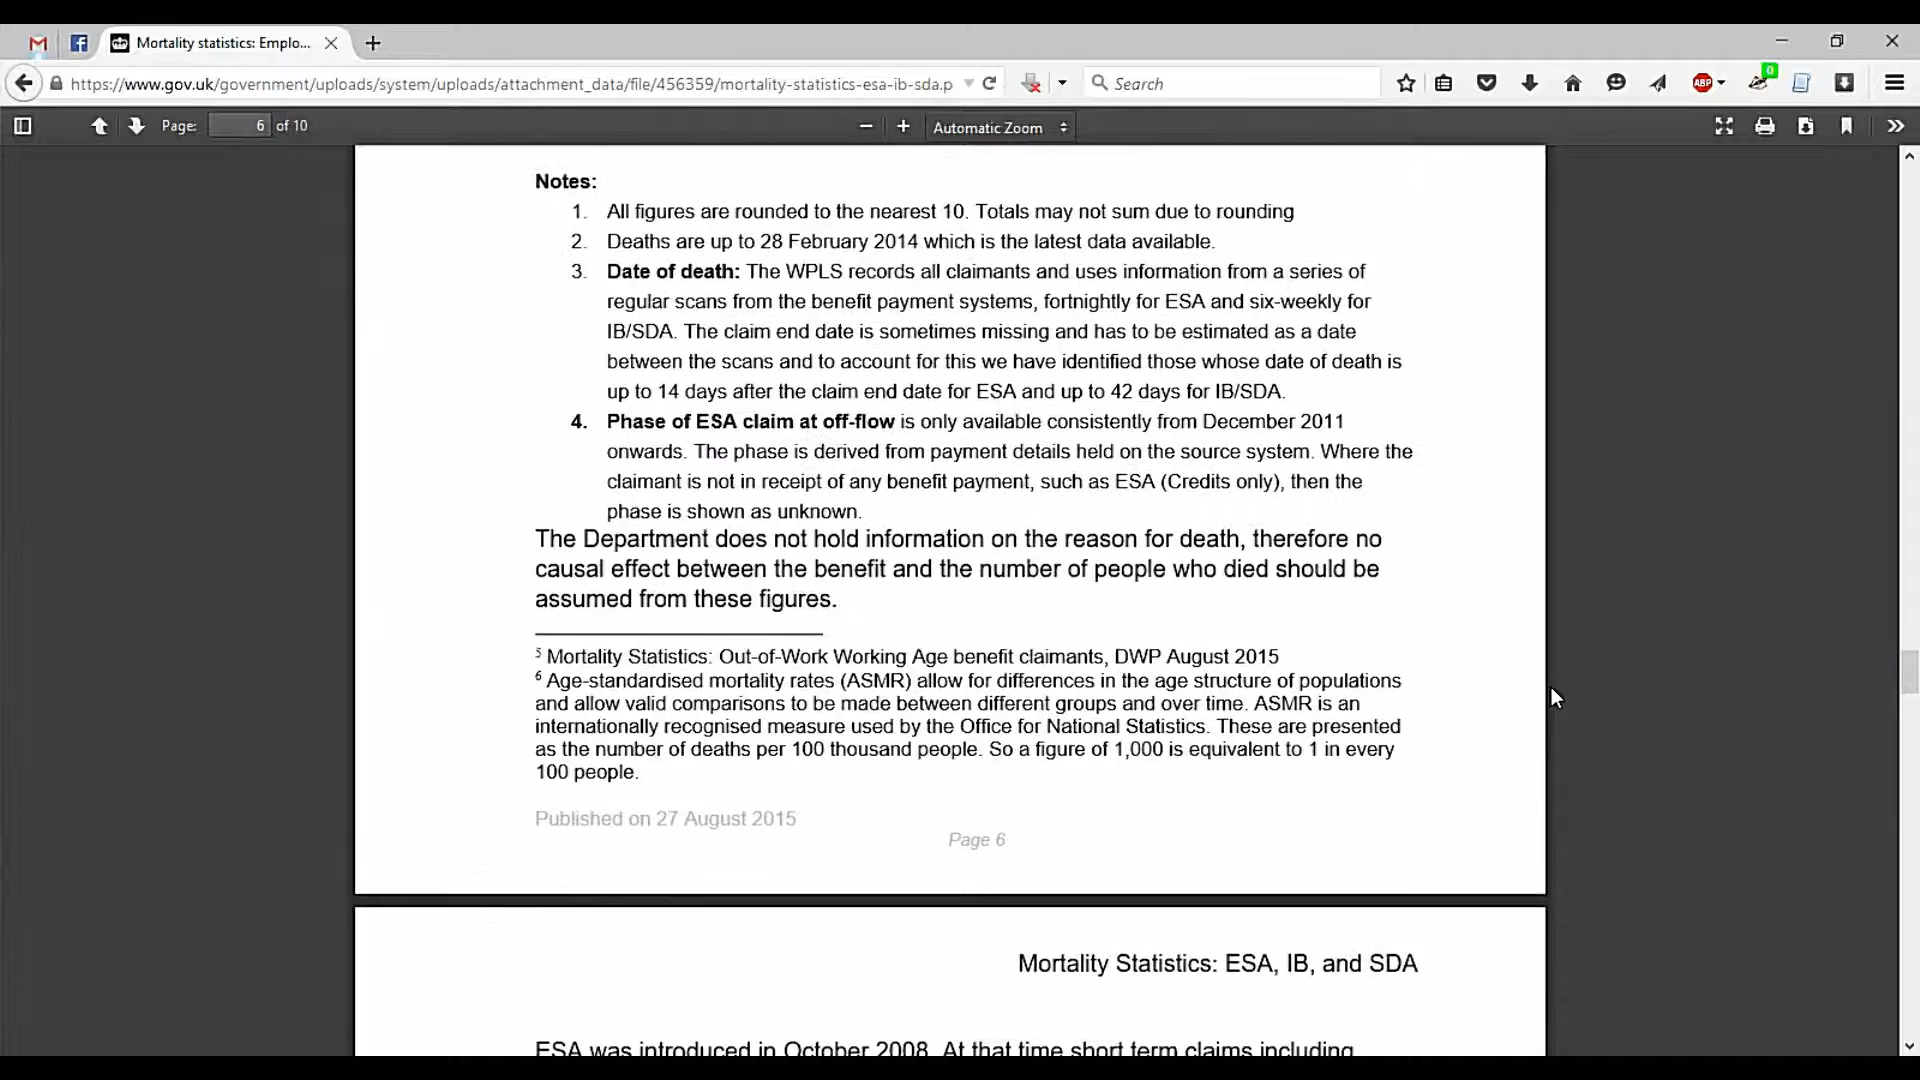 Mortality statistics: Emplo...
https://www.gov.uk/government/uploads/system/uploads/attachment_data/file/456359/mortality-statistics-esa-ib-sda.p
Search
ABP
0
Page: 6 of 10
Automatic Zoom
Notes:
1. All figures are rounded to the nearest 10. Totals may not sum due to rounding
2. Deaths are up to 28 February 2014 which is the latest data available.
3. Date of death: The WPLS records all claimants and uses information from a series of
regular scans from the benefit payment systems, fortnightly for ESA and six-weekly for
IB/SDA. The claim end date is sometimes missing and has to be estimated as a date
between the scans and to account for this we have identified those whose date of death is
up to 14 days after the claim end date for ESA and up to 42 days for IB/SDA.
4. Phase of ESA claim at off-flow is only available consistently from December 2011
onwards. The phase is derived from payment details held on the source system. Where the
claimant is not in receipt of any benefit payment, such as ESA (Credits only), then the
phase is shown as unknown.
The Department does not hold information on the reason for death, therefore no
causal effect between the benefit and the number of people who died should be
assumed from these figures.
5 Mortality Statistics: Out-of-Work Working Age benefit claimants, DWP August 2015
6 Age-standardised mortality rates (ASMR) allow for differences in the age structure of populations
and allow valid comparisons to be made between different groups and over time. ASMR is an
internationally recognised measure used by the Office for National Statistics. These are presented
as the number of deaths per 100 thousand people. So a figure of 1,000 is equivalent to 1 in every
100 people.
Published on 27 August 2015
Page 6
Mortality Statistics: ESA, IB, and SDA
ESA was introduced in October 2008. At that time short term claims including